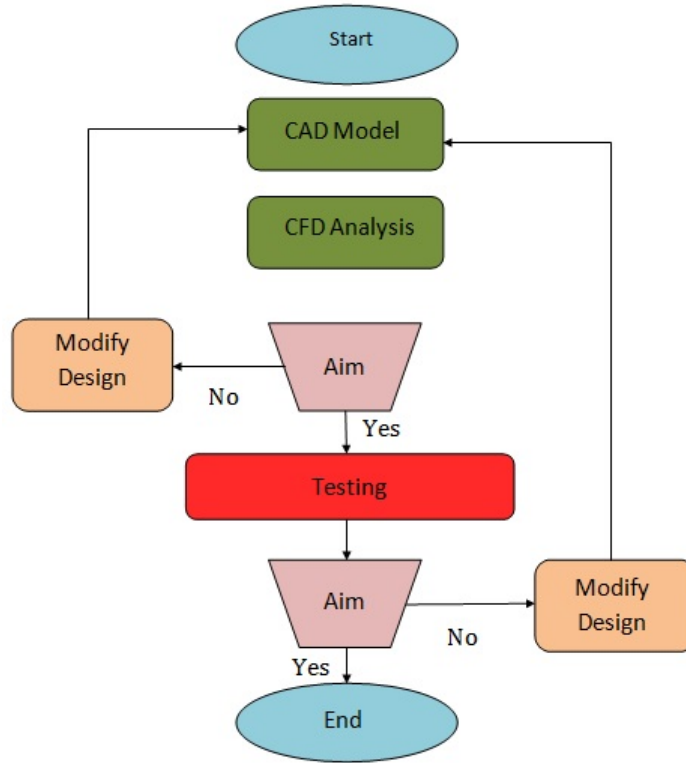 Start
CAD Model
CFD Analysis
Modify
Design
Aim
No
Yes
Testing
Aim
Modify
Design
No
Yes
End